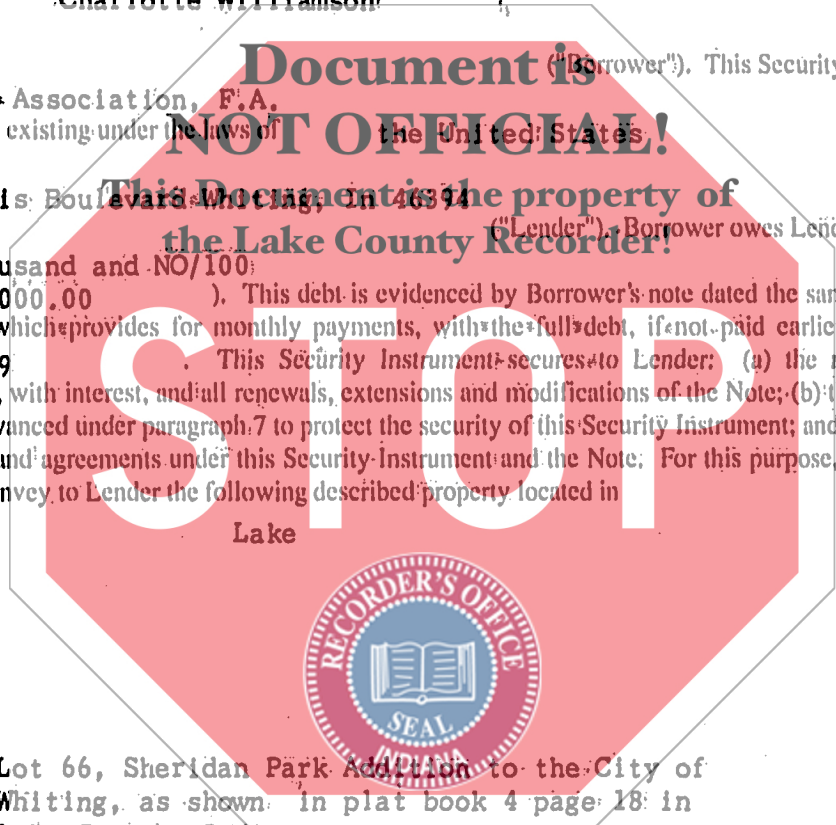 Charlotte Williamson
Document is
("Borrower"). This Security
Association, F.A.
existing under the laws of the United States
NOT OFFICIAL!
This Document is the property of
is Boulevard Whiting, In 46394
("Lender"). Borrower owes Lend
the Lake County Recorder!
usand and NO/100
000.00 ). This debt is evidenced by Borrower's note dated the sam
which provides for monthly payments, with the full debt, if not paid earlie
9 . This Security Instrument secures to Lender: (a) the r
, with interest, and all renewals, extensions and modifications of the Note; (b) t
vanced under paragraph 7 to protect the security of this Security Instrument; and
and agreements under this Security Instrument and the Note. For this purpose,
nvey to Lender the following described property located in
STOP
Lake
RECORDER'S OFFICE
SEAL
INDIANA
Lot 66, Sheridan Park Addition to the City of
Whiting, as shown in plat book 4 page 18 in